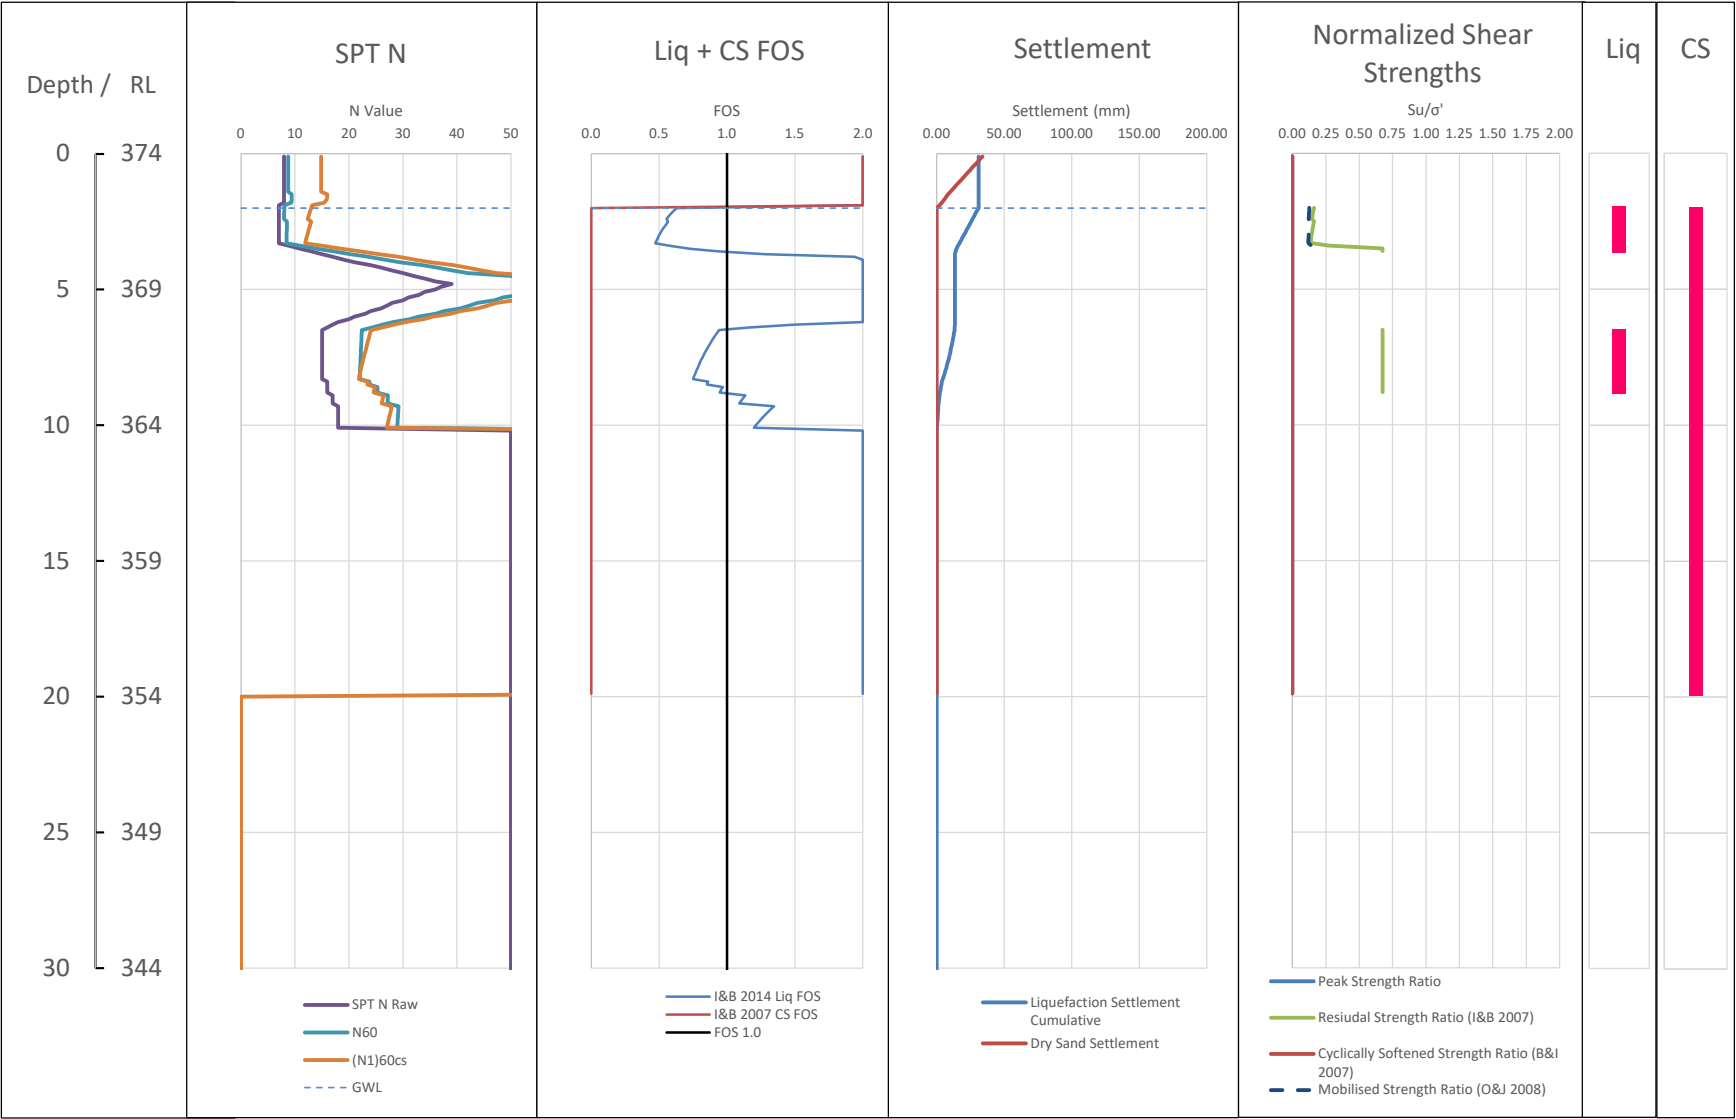 Depth / RL
SPT N
Liq + CS FOS
Settlement
Normalized Shear
Strengths
Liq
CS
N Value
FOS
Settlement (mm)
Su/σ'
0 10 20 30 40 50
0.0 0.5 1.0 1.5 2.0
0.00 50.00 100.00 150.00 200.00
0.00 0.25 0.50 0.75 1.00 1.25 1.50 1.75 2.00
0 374
5 369
10 364
15 359
20 354
25 349
30 344
SPT N Raw
N60
(N1)60cs
GWL
I&B 2014 Liq FOS
I&B 2007 CS FOS
FOS 1.0
Liquefaction Settlement
Cumulative
Dry Sand Settlement
Peak Strength Ratio
Resiudal Strength Ratio (I&B 2007)
Cyclically Softened Strength Ratio (B&I
2007)
Mobilised Strength Ratio (O&J 2008)